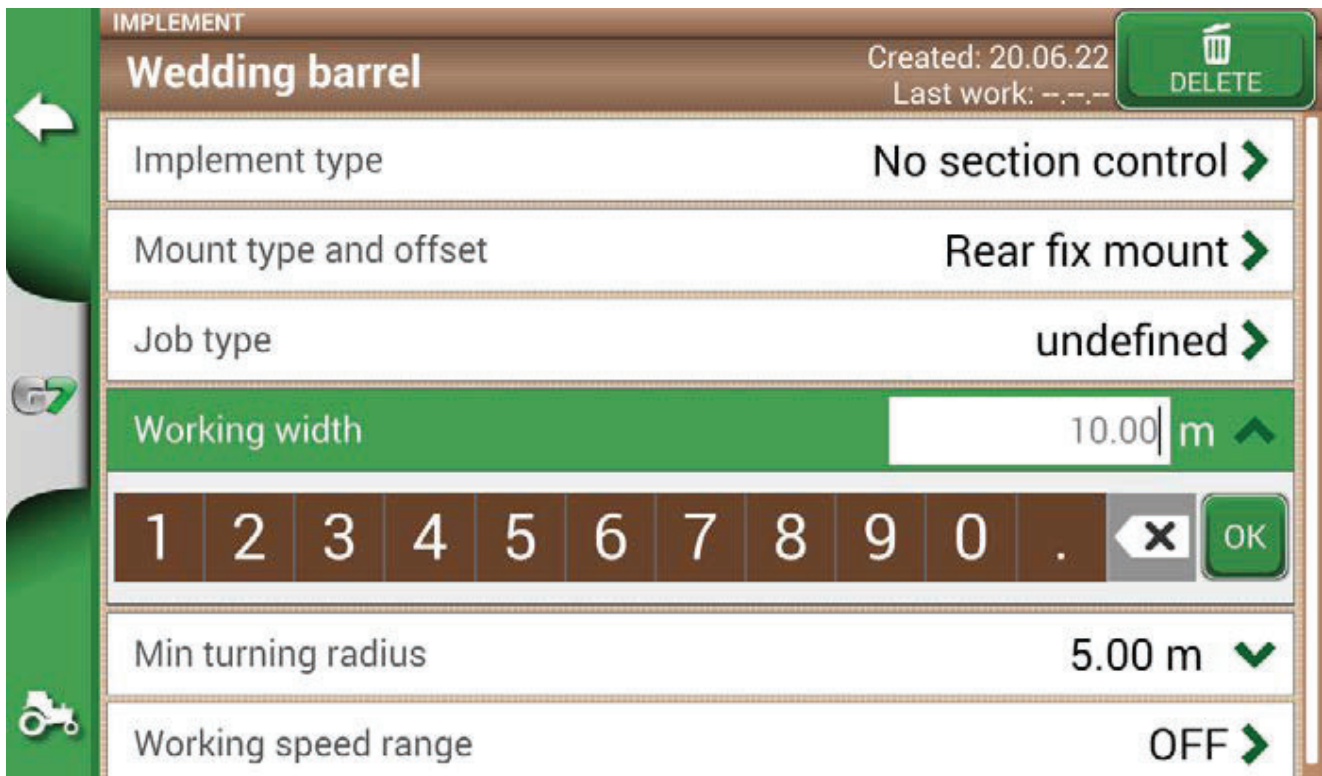 IMPLEMENT
Wedding barrel
Created: 20.06.22
Last work: --.--.--
DELETE
Implement type No section control
Mount type and offset Rear fix mount
Job type undefined
G7
Working width 10.00 m
1 2 3 4 5 6 7 8 9 0 .
OK
Min turning radius 5.00 m
Working speed range OFF